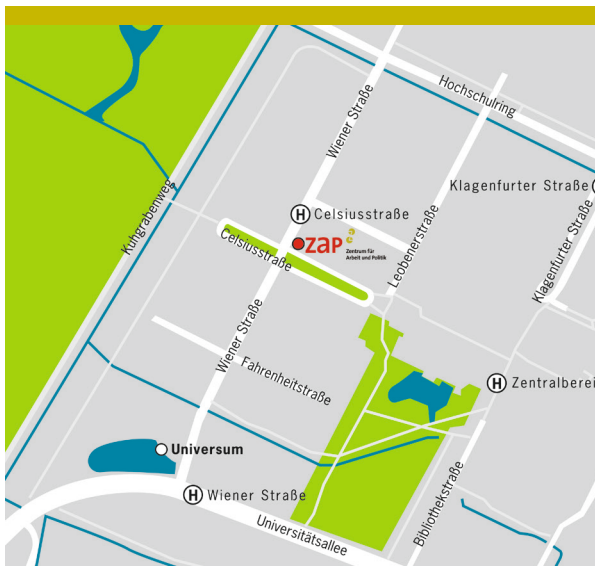 Hochschulring
Wiener Straße
Klagenfurter Straße
Kuhgrabenweg
H Celsiusstraße
zap
Zentrum für
Arbeit und Politik
Celsiusstraße
Leobenerstraße
Klagenfurter Straße
Wiener Straße
Fahrenheitstraße
H Zentralberei
Universum
H Wiener Straße
Bibliothekstraße
Universitätsallee